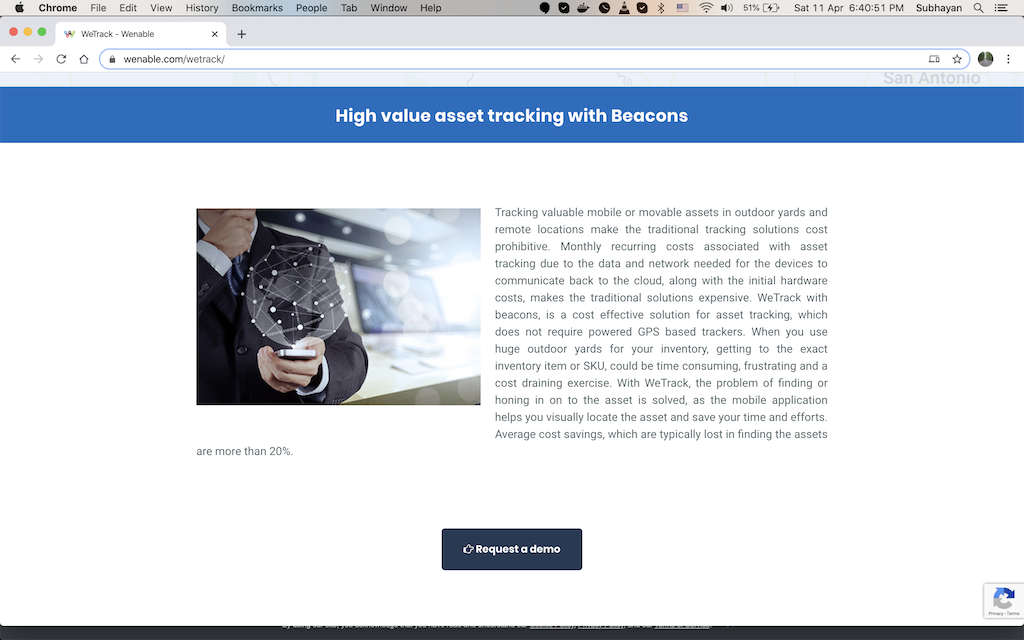 Chrome File Edit View History Bookmarks People Tab Window Help 51% Sat 11 Apr 6:40:51 PM Subhayan
WeTrack - Wenable
wenable.com/wetrack/
San Antonio
High value asset tracking with Beacons
Tracking valuable mobile or movable assets in outdoor yards and
remote locations make the traditional tracking solutions cost
prohibitive. Monthly recurring costs associated with asset
tracking due to the data and network needed for the devices to
communicate back to the cloud, along with the initial hardware
costs, makes the traditional solutions expensive. WeTrack with
beacons, is a cost effective solution for asset tracking, which
does not require powered GPS based trackers. When you use
huge outdoor yards for your inventory, getting to the exact
inventory item or SKU, could be time consuming, frustrating and a
cost draining exercise. With WeTrack, the problem of finding or
honing in on to the asset is solved, as the mobile application
helps you visually locate the asset and save your time and efforts.
Average cost savings, which are typically lost in finding the assets
are more than 20%.
Request a demo
Privacy - Terms